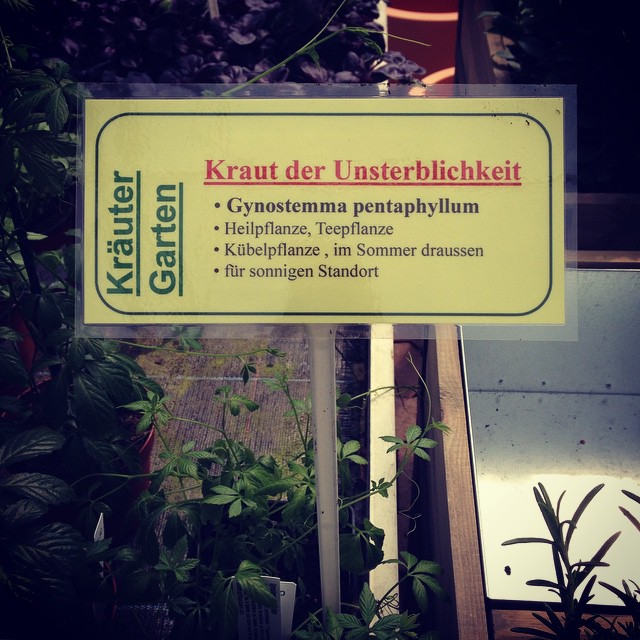 Kräuter
Garten
Kraut der Unsterblichkeit
• Gynostemma pentaphyllum
• Heilpflanze, Teepflanze
• Kübelpflanze , im Sommer draussen
• für sonnigen Standort